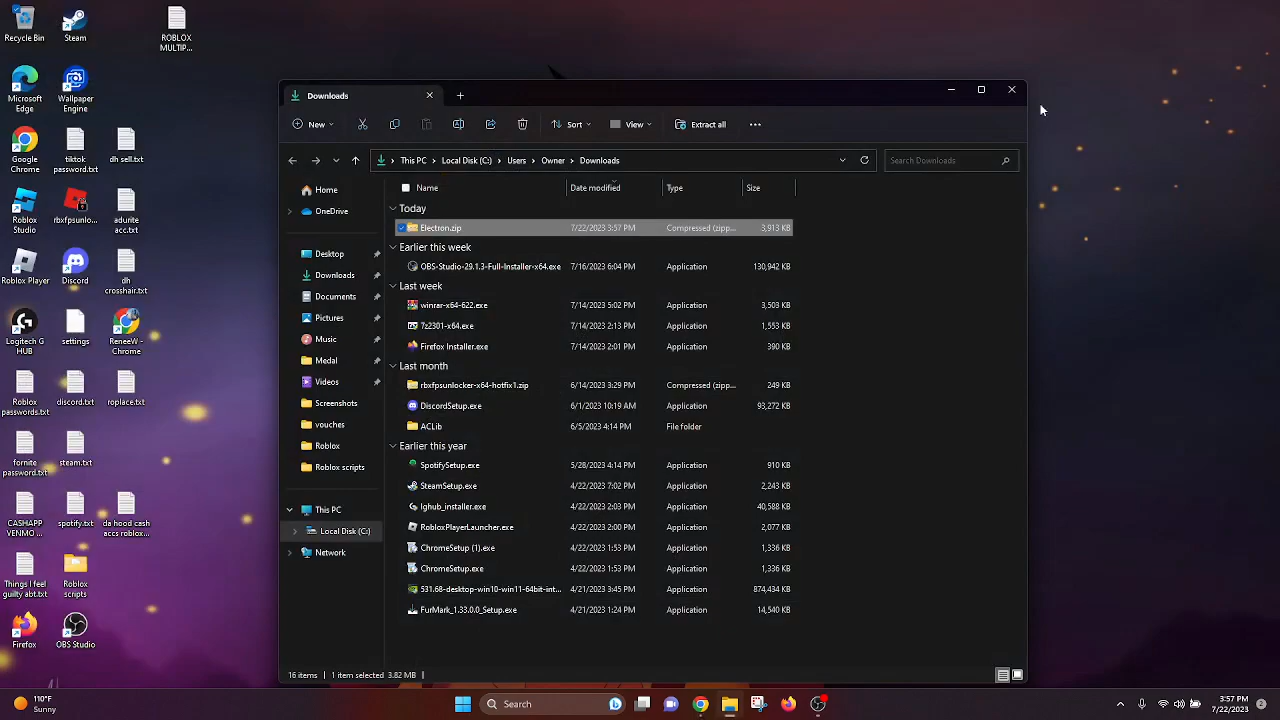 Recycle Bin
Steam
ROBLOX
MULTIP...
Microsoft
Edge
Wallpaper
Engine
Google
Chrome
tiktok
password.txt
dh sell.txt
Roblox
Studio
rbxfpsunlo...
adurite
acc.txt
Roblox Player
Discord
dh
crosshair.txt
Logitech G
HUB
settings
ReneeW -
Chrome
Roblox
passwords.txt
discord.txt
roplace.txt
fornite
password.txt
steam.txt
CASHAPP
spotify.txt
da hood cash
accs roblox...
Things i feel
guilty abt.txt
Roblox
scripts
Firefox
OBS Studio
Downloads
New
Sort
View
Extract all
This PC
Local Disk (C:)
Users
Owner
Downloads
Search Downloads
Name
Date modified
Type
Home
OneDrive
Desktop
Downloads
Documents
Pictures
Music
Medal
Videos
Screenshots
vouches
Roblox
Roblox scripts
This PC
Local Disk (C:)
Network
Today
Electron.zip 7/22/2023 3:57 PM Compressed (zipp... 3,913 KB
Earlier this week
OBS-Studio-29.1.3-Full-Installer-x64.exe 7/16/2023 6:04 PM Application 130,942 KB
Last week
winrar-x64-622.exe 7/14/2023 5:02 PM Application 3,503 KB
7z2301-x64.exe 7/14/2023 2:13 PM Application 1,553 KB
Firefox Installer.exe 7/14/2023 2:01 PM Application 390 KB
Last month
rbxfpsunlocker-x64-hotfix1.zip 6/14/2023 3:29 PM Compressed (zipp... 248 KB
DiscordSetup.exe 6/1/2023 10:19 AM Application 93,272 KB
ACLib 6/5/2023 4:14 PM File folder
Earlier this year
SpotifySetup.exe 5/28/2023 4:14 PM Application 910 KB
SteamSetup.exe 4/22/2023 7:02 PM Application 2,243 KB
lghub_installer.exe 4/22/2023 2:03 PM Application 40,508 KB
RobloxPlayerLauncher.exe 4/22/2023 2:00 PM Application 2,077 KB
ChromeSetup (1).exe 4/22/2023 1:53 PM Application 1,336 KB
ChromeSetup.exe 4/22/2023 1:53 PM Application 1,336 KB
531.68-desktop-win10-win11-64bit-int... 4/21/2023 3:45 PM Application 874,434 KB
FurMark_1.33.0.0_Setup.exe 4/21/2023 1:24 PM Application 14,540 KB
16 items 1 item selected 3.82 MB
110°F
Sunny
Search
3:57 PM
7/22/2023